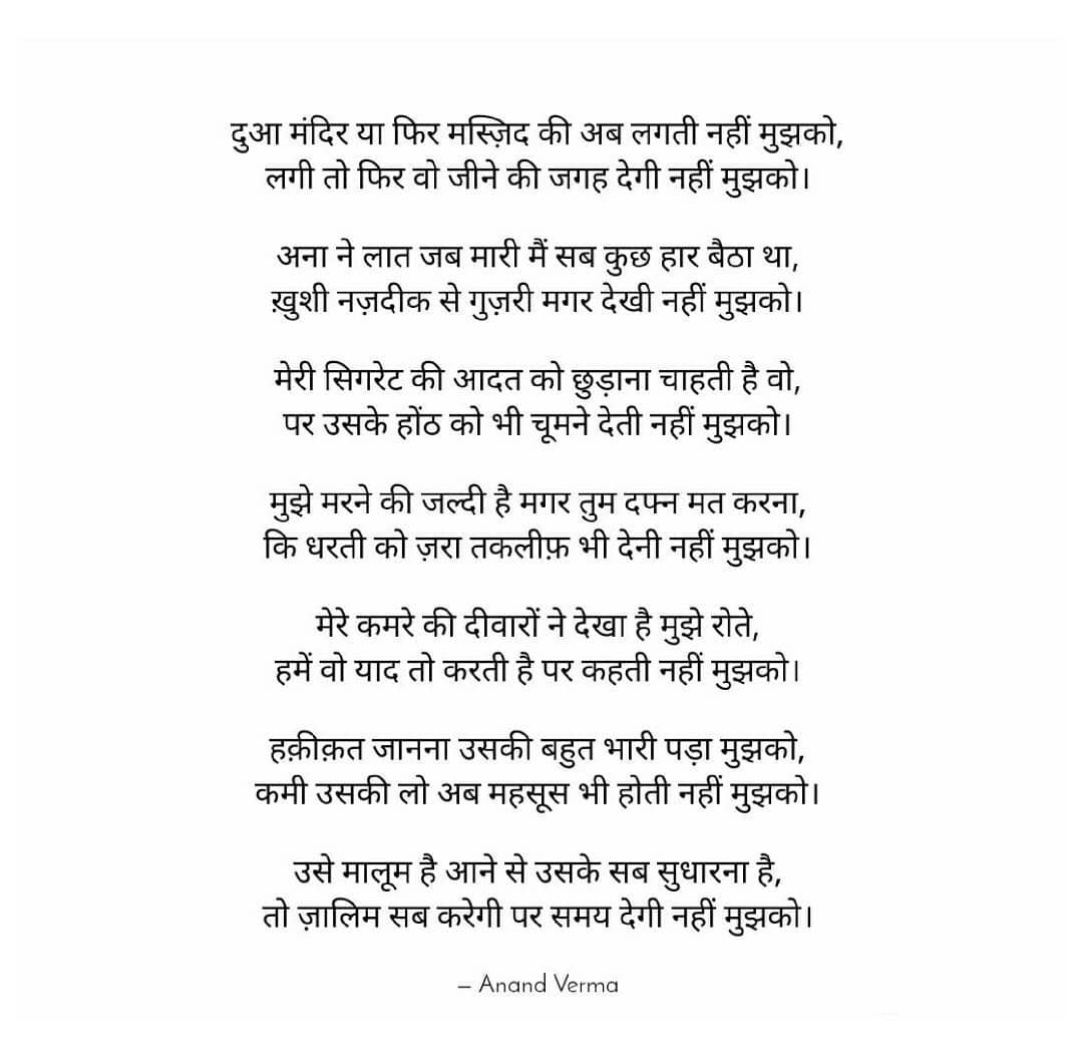 दुआ मंदिर या फिर मस्ज़िद की अब लगती नहीं मुझको,
लगी तो फिर वो जीने की जगह देगी नहीं मुझको।
अना ने लात जब मारी मैं सब कुछ हार बैठा था,
ख़ुशी नज़दीक से गुज़री मगर देखी नहीं मुझको।
मेरी सिगरेट की आदत को छुड़ाना चाहती है वो,
पर उसके होंठ को भी चूमने देती नहीं मुझको।
मुझे मरने की जल्दी है मगर तुम दफ्न मत करना,
कि धरती को ज़रा तकलीफ़ भी देनी नहीं मुझको।
मेरे कमरे की दीवारों ने देखा है मुझे रोते,
हमें वो याद तो करती है पर कहती नहीं मुझको।
हक़ीक़त जानना उसकी बहुत भारी पड़ा मुझको,
कमी उसकी लो अब महसूस भी होती नहीं मुझको।
उसे मालूम है आने से उसके सब सुधारना है,
तो ज़ालिम सब करेगी पर समय देगी नहीं मुझको।
– Anand Verma